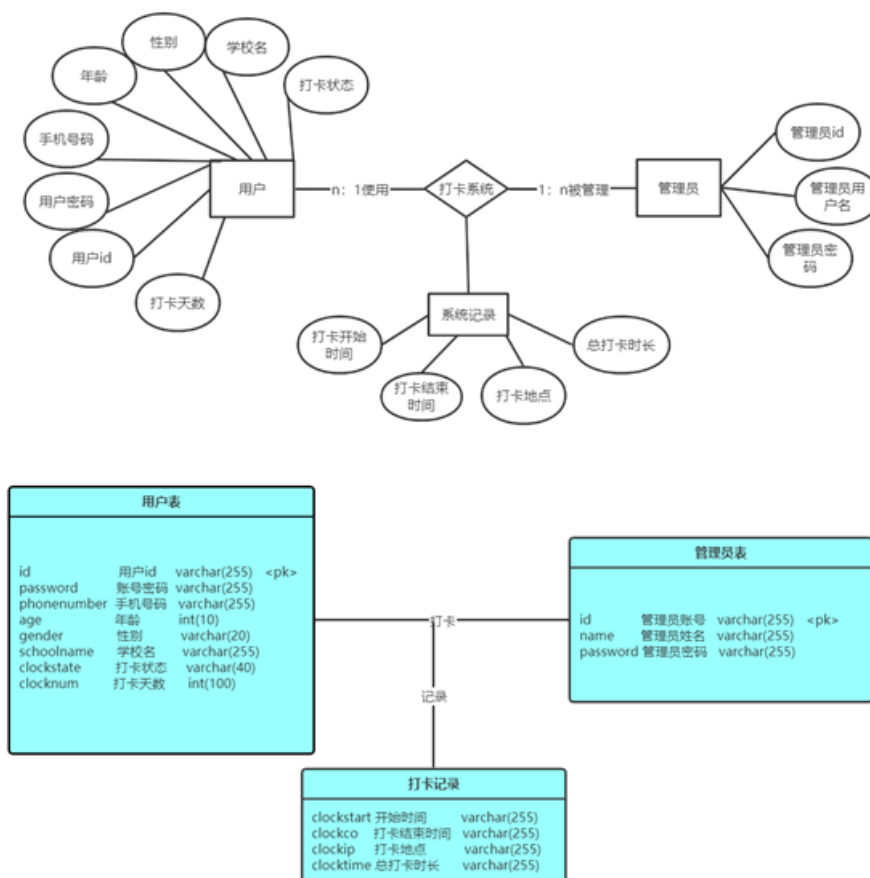 性别
学校名
年龄
打卡状态
手机号码
管理员id
用户
n：1使用
打卡系统
1：n被管理
管理员
用户密码
管理员用
户名
用户id
管理员密
码
打卡天数
系统记录
打卡开始
时间
总打卡时长
打卡结束
时间
打卡地点
用户表
id 用户id varchar(255) <pk>
password 账号密码 varchar(255)
phonenumber 手机号码 varchar(255)
age 年龄 int(10)
gender 性别 varchar(20)
schoolname 学校名 varchar(255)
clockstate 打卡状态 varchar(40)
clocknum 打卡天数 int(100)
管理员表
id 管理员账号 varchar(255) <pk>
name 管理员姓名 varchar(255)
password 管理员密码 varchar(255)
打卡
记录
打卡记录
clockstart 开始时间 varchar(255)
clockco 打卡结束时间 varchar(255)
clockip 打卡地点 varchar(255)
clocktime 总打卡时长 varchar(255)